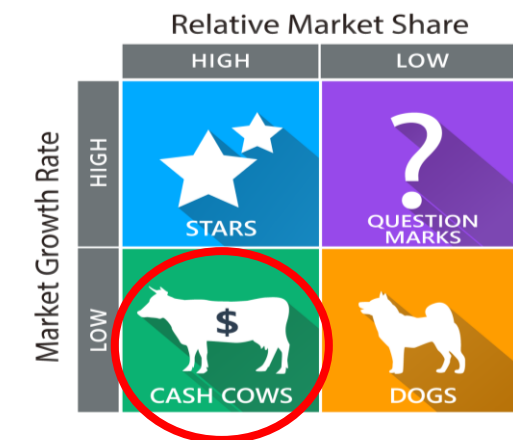 Relative Market Share
HIGH
LOW
Market Growth Rate
HIGH
STARS
?
QUESTION
MARKS
LOW
$
CASH COWS
DOGS